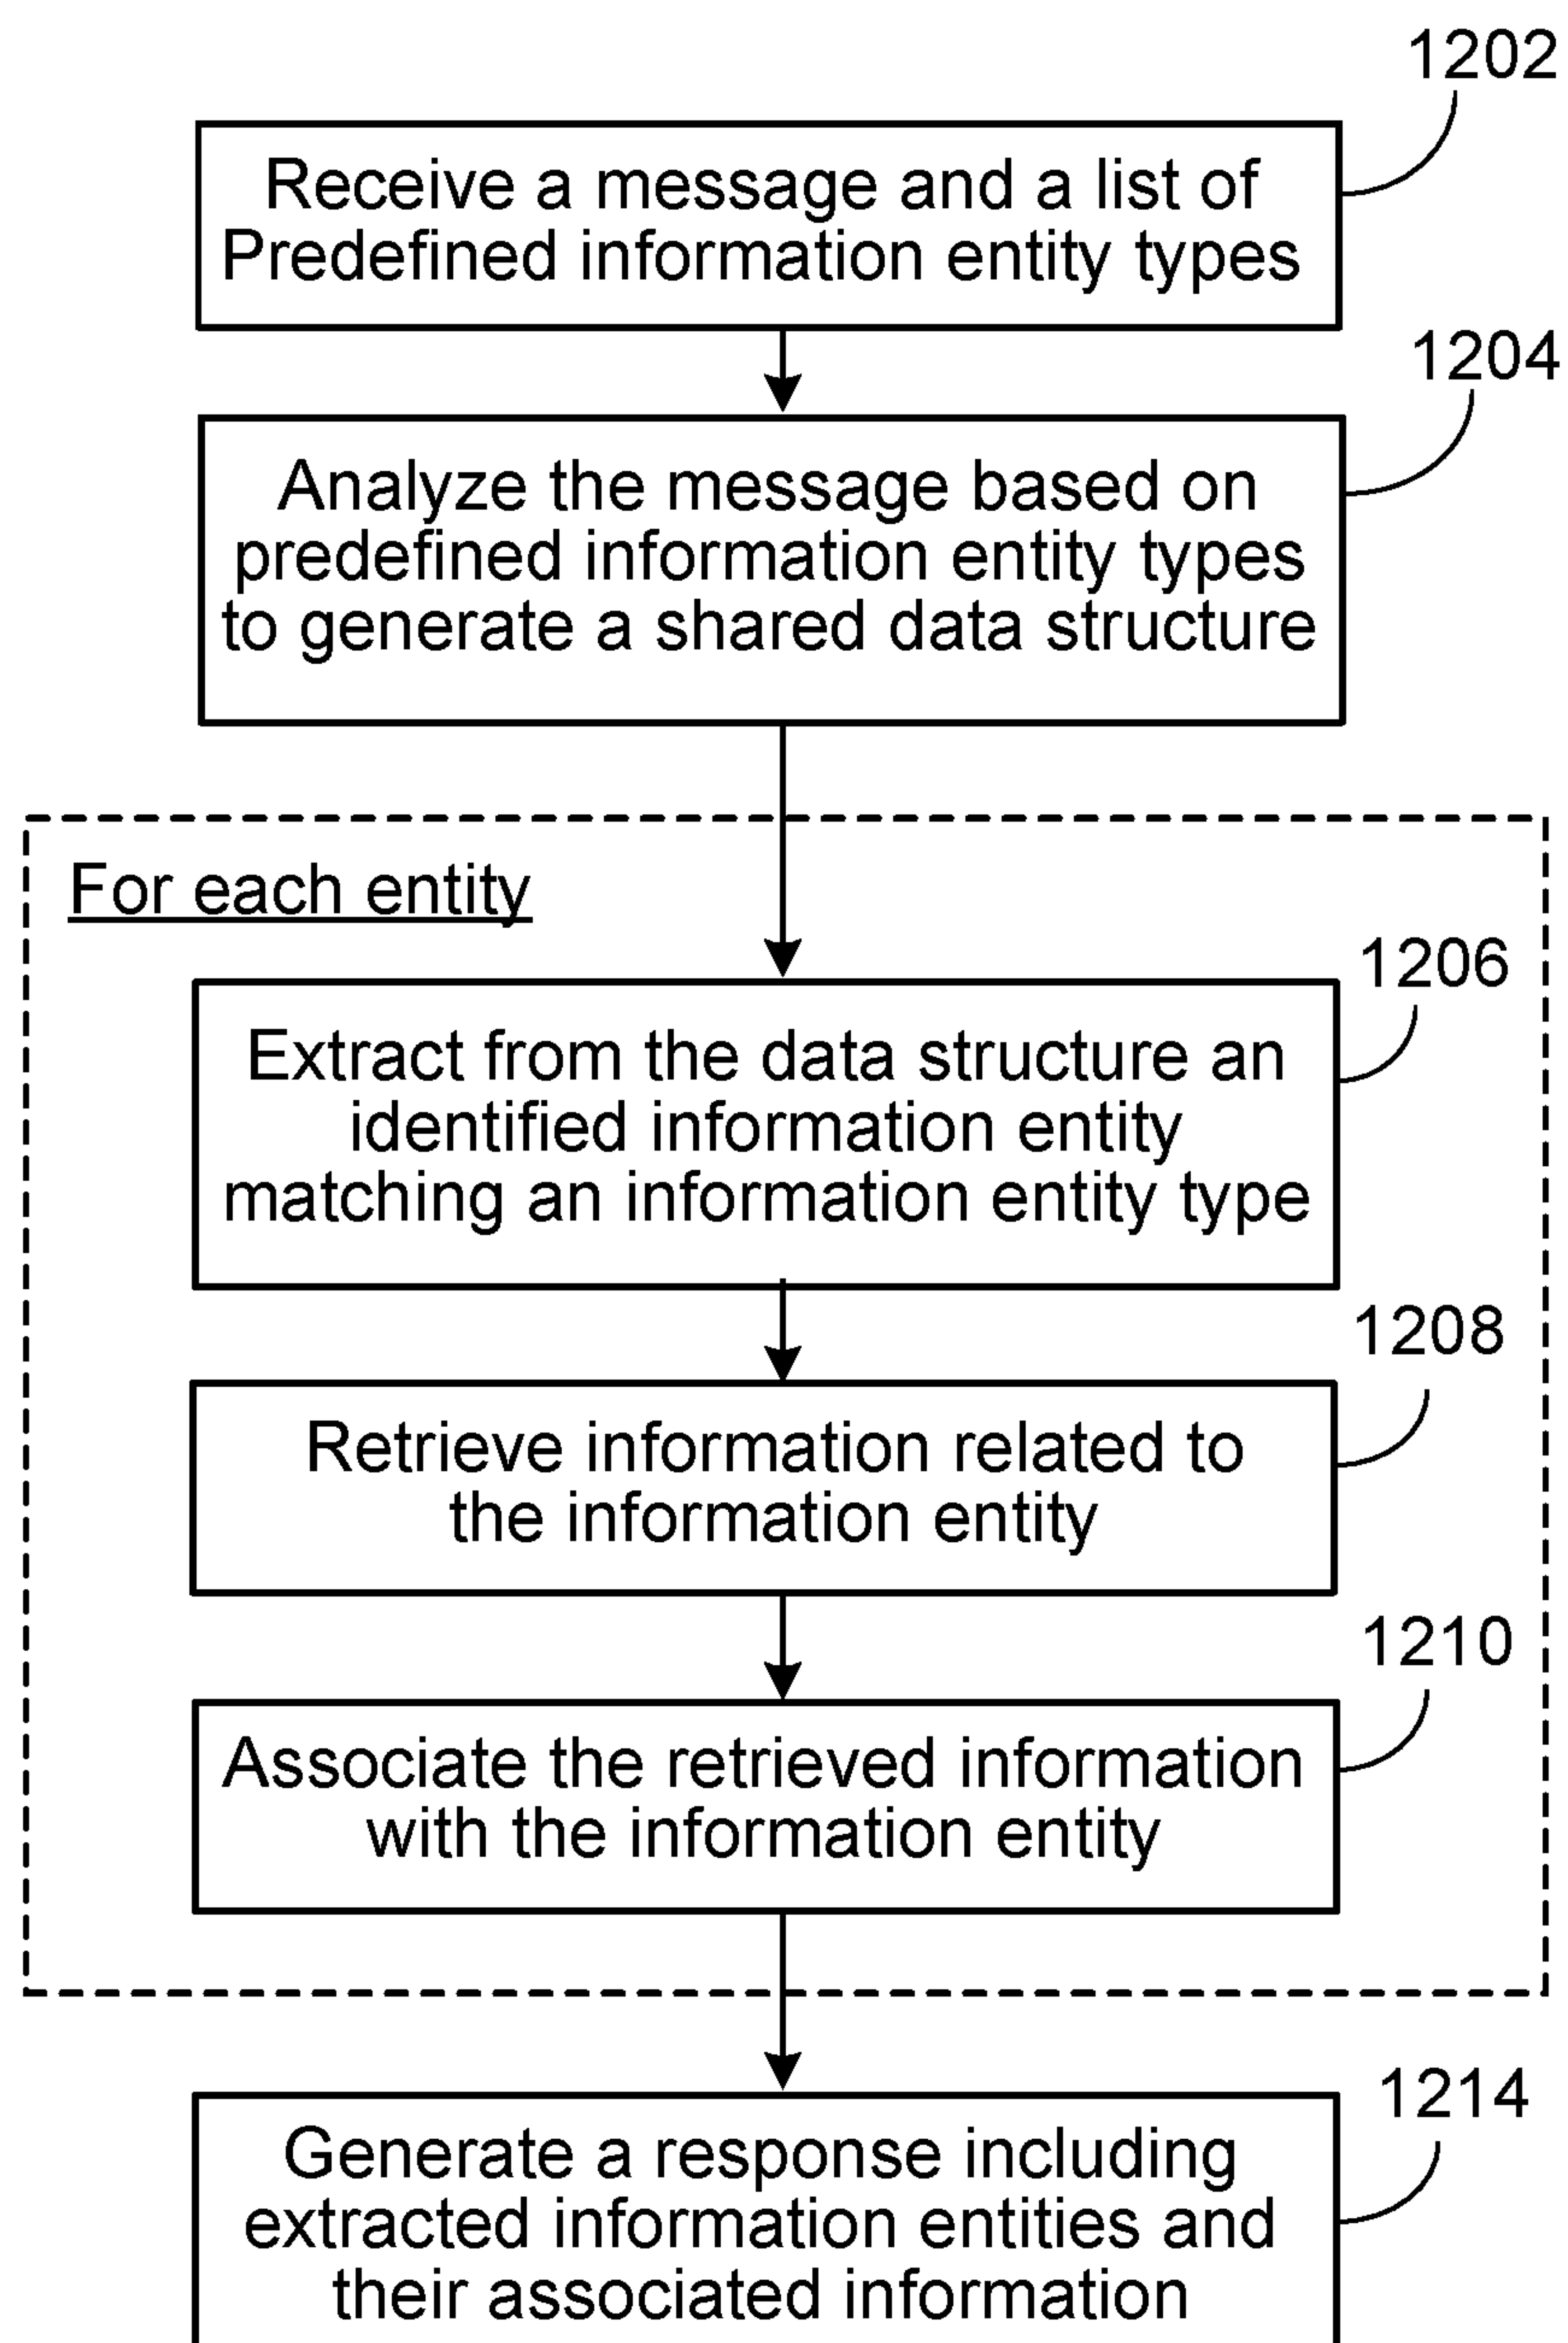 1202
Receive a message and a list of
Predefined information entity types
1204
Analyze the message based on
predefined information entity types
to generate a shared data structure
For each entity
1206
Extract from the data structure an
identified information entity
matching an information entity type
1208
Retrieve information related to
the information entity
1210
Associate the retrieved information
with the information entity
1214
Generate a response including
extracted information entities and
their associated information